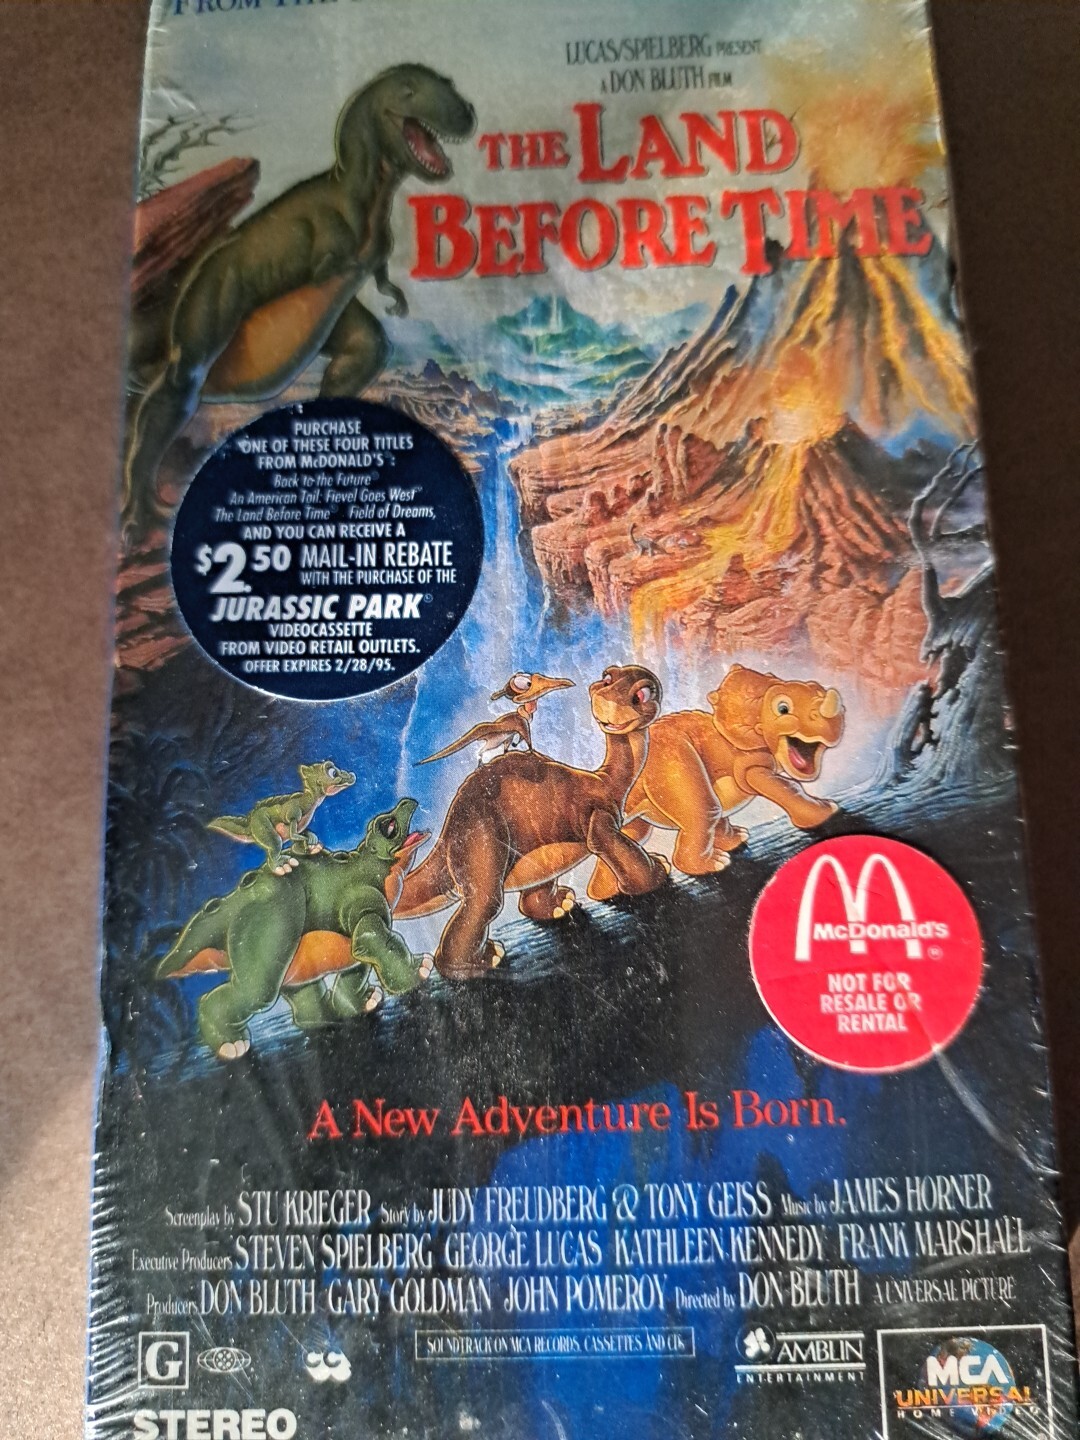 FROM THE
LUCAS/SPIELBERG PRESENT
A DON BLUTH FILM
THE LAND
BEFORE TIME
PURCHASE
ONE OF THESE FOUR TITLES
FROM McDONALD'S®:
Back to the Future™
An American Tail: Fievel Goes West™
The Land Before Time™ Field of Dreams,
AND YOU CAN RECEIVE A
$2.50 MAIL-IN REBATE
WITH THE PURCHASE OF THE
JURASSIC PARK®
VIDEOCASSETTE
FROM VIDEO RETAIL OUTLETS.
OFFER EXPIRES 2/28/95.
McDonald's®
NOT FOR
RESALE OR
RENTAL
A New Adventure Is Born.
Screenplay by STU KRIEGER Story by JUDY FREUDBERG & TONY GEISS Music by JAMES HORNER
Executive Producers STEVEN SPIELBERG GEORGE LUCAS KATHLEEN KENNEDY FRANK MARSHALL
Producers DON BLUTH GARY GOLDMAN JOHN POMEROY Directed by DON BLUTH A UNIVERSAL PICTURE
G
SOUNDTRACK ON MCA RECORDS, CASSETTES AND CDs
AMBLIN
ENTERTAINMENT
MCA
UNIVERSAL
HOME VIDEO
STEREO